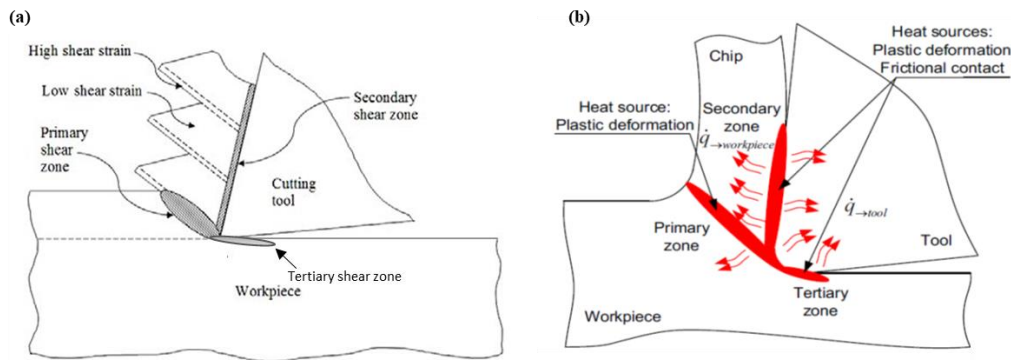 (a)
High shear strain
Low shear strain
Primary
shear
zone
Secondary
shear zone
Cutting
tool
Tertiary shear zone
Workpiece
(b)
Heat sources:
Plastic deformation
Frictional contact
Chip
Heat source:
Plastic deformation
Secondary
zone
q̇→workpiece
q̇→tool
Primary
zone
Tool
Tertiary
zone
Workpiece